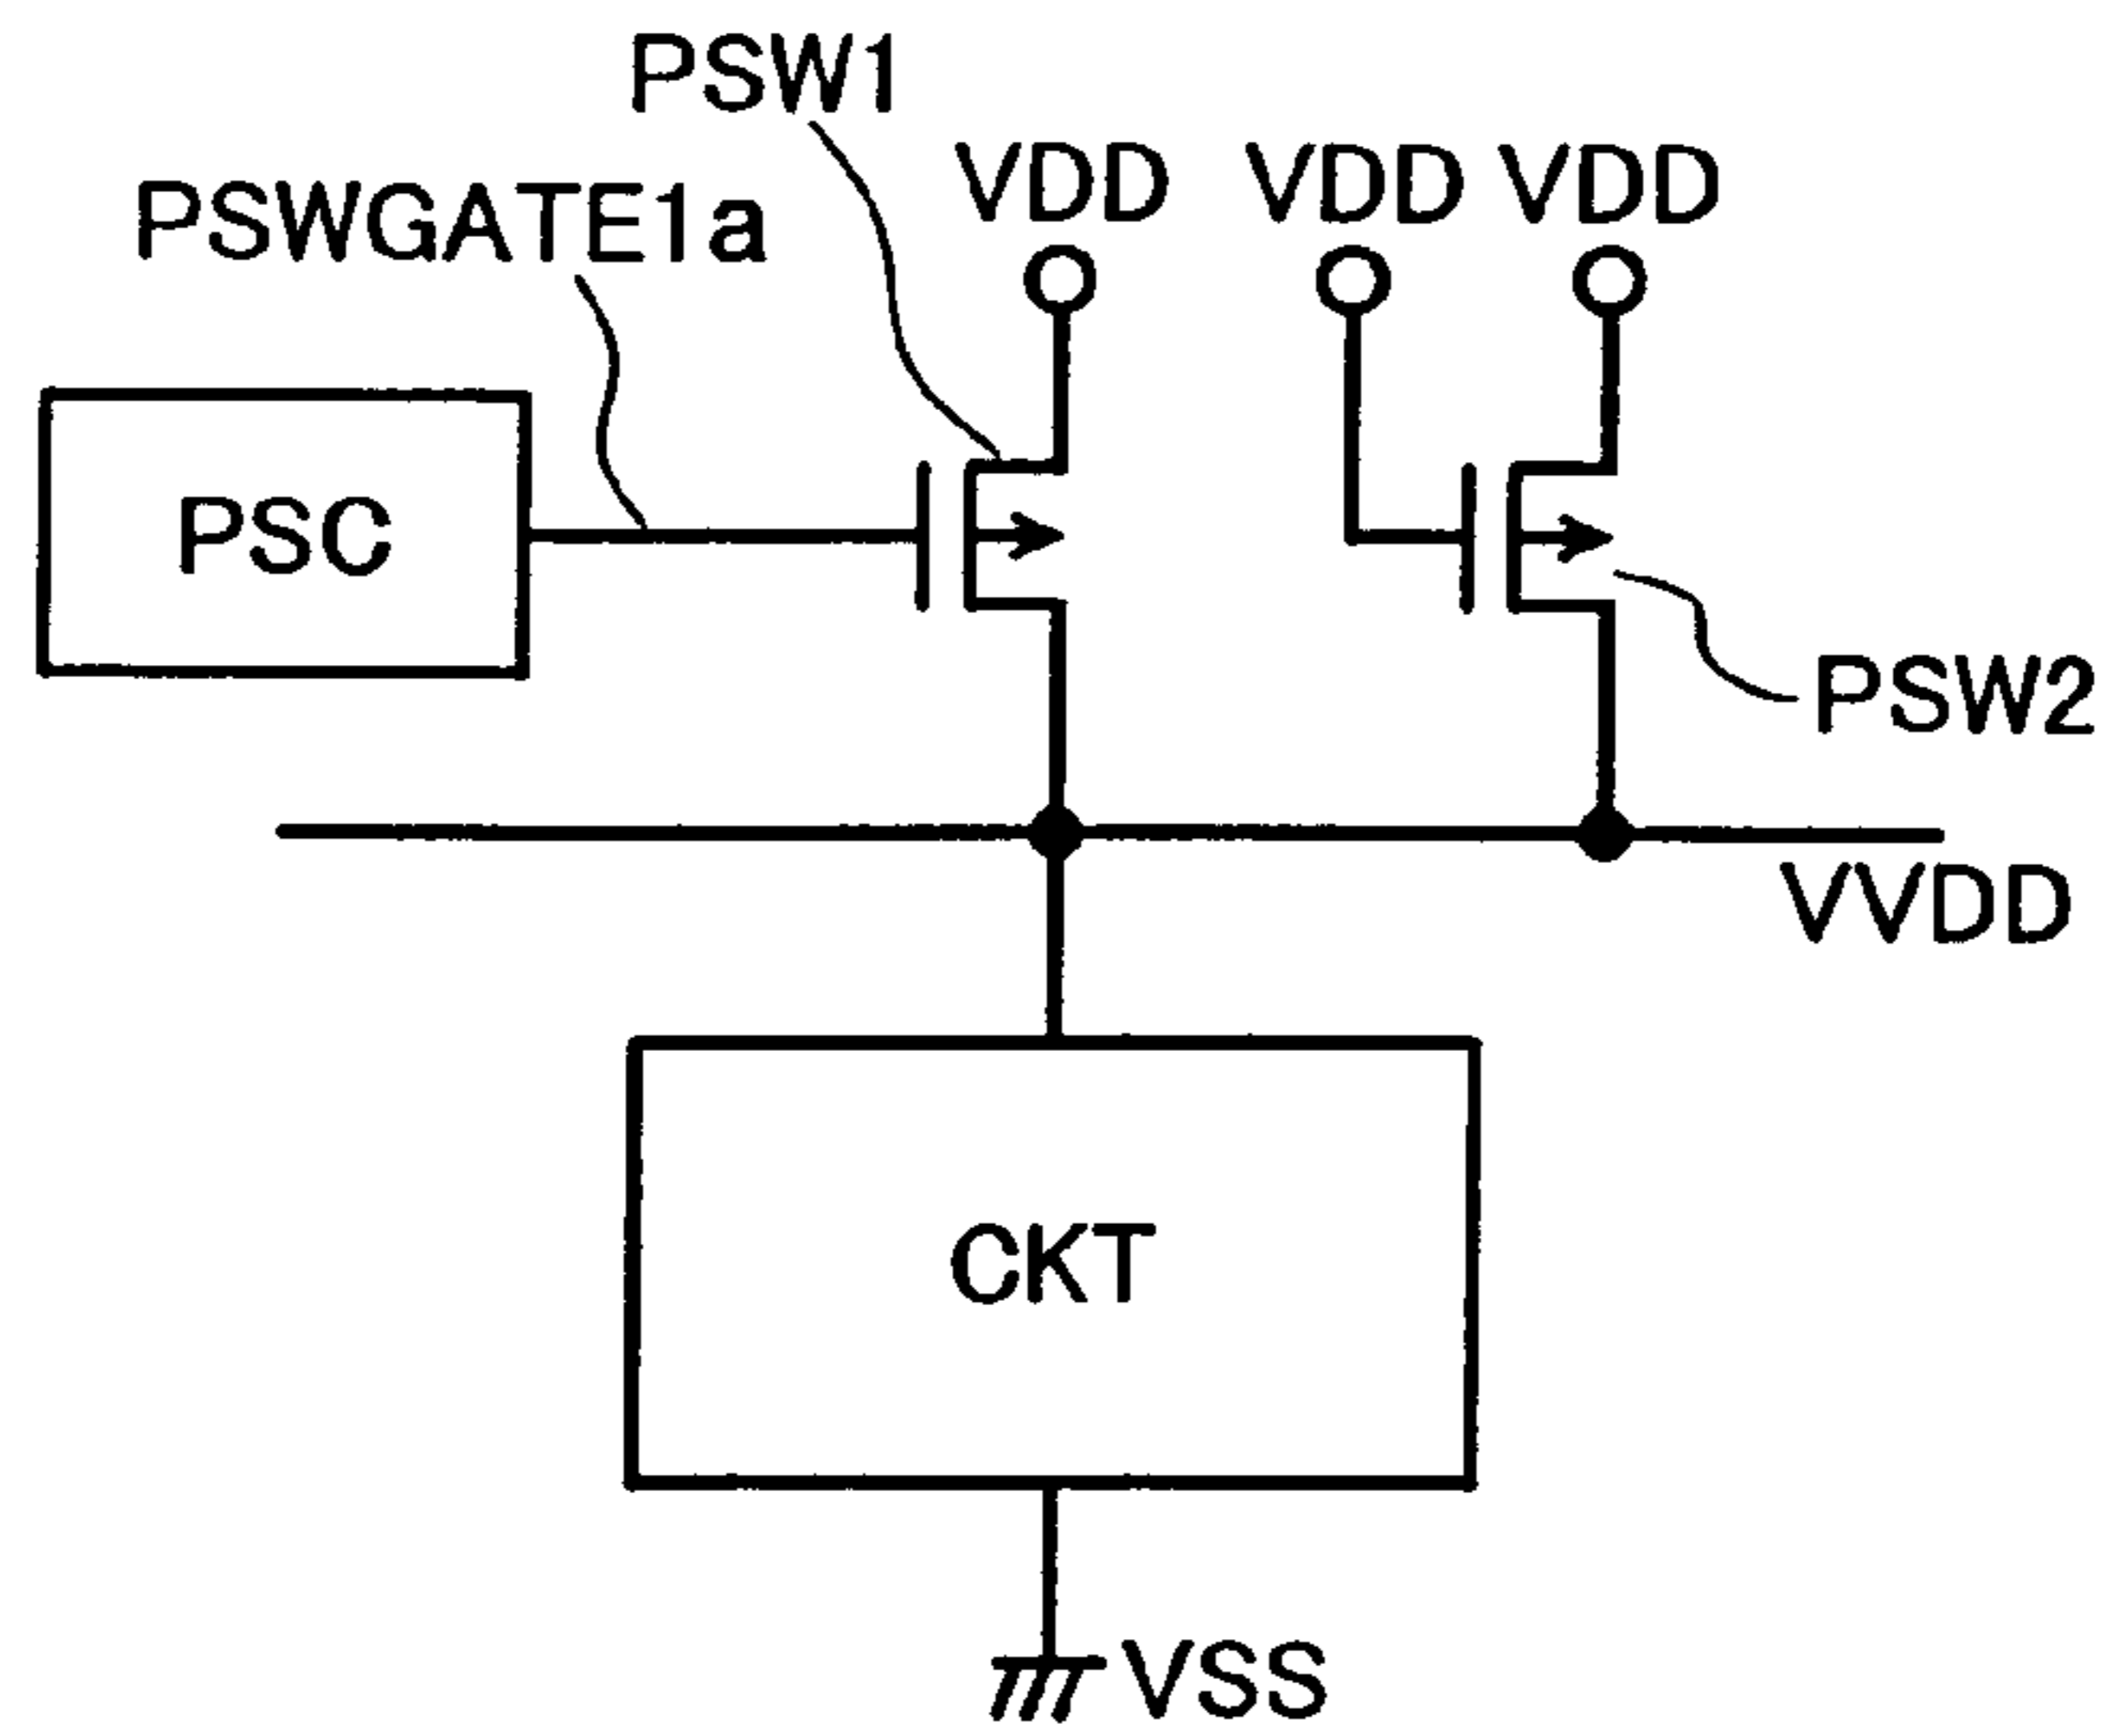 PSW1
VDD VDD VDD
PSWGATE1a
PSC
PSW2
VVDD
CKT
VSS